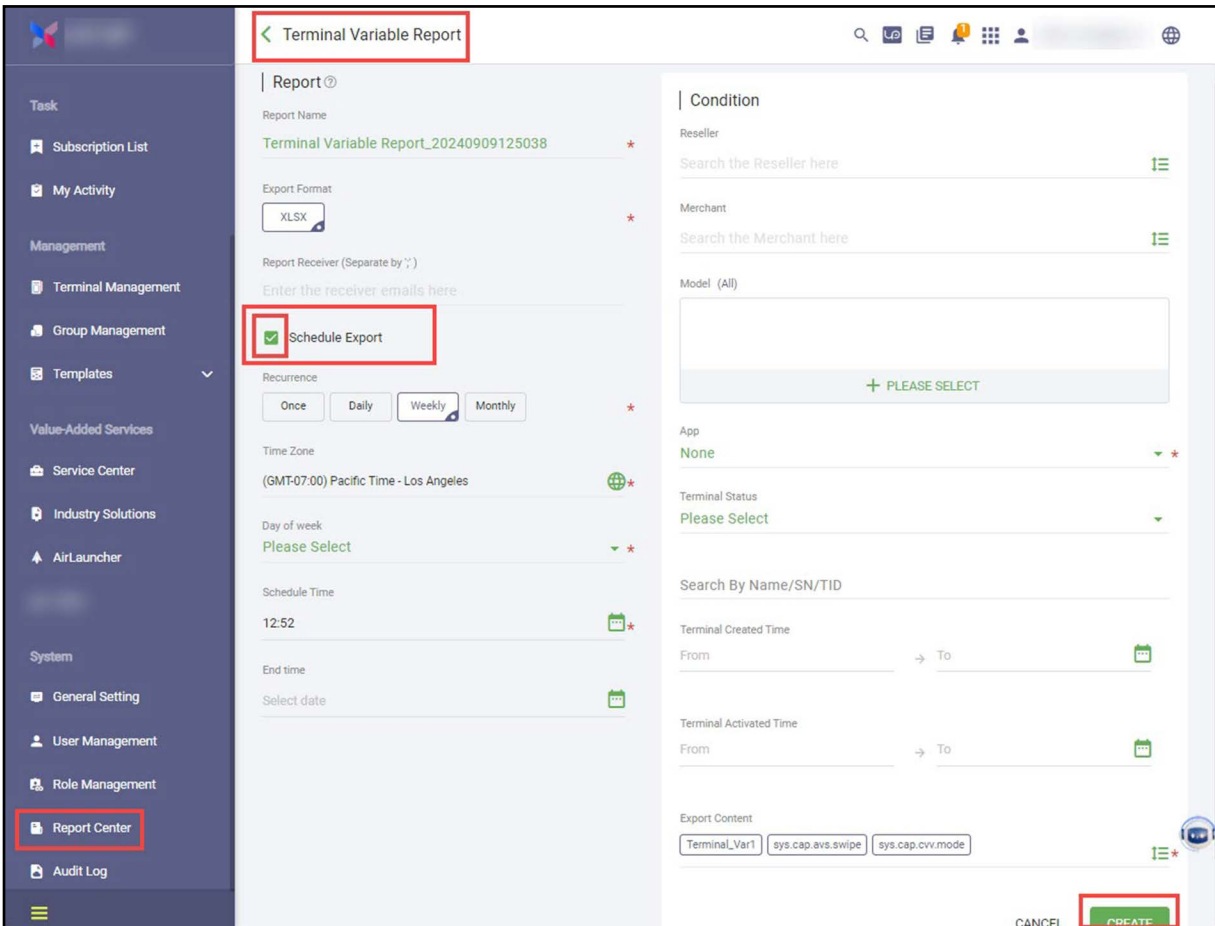 Terminal Variable Report
1
Task
Subscription List
My Activity
Management
Terminal Management
Group Management
Templates
Value-Added Services
Service Center
Industry Solutions
AirLauncher
System
General Setting
User Management
Role Management
Report Center
Audit Log
Report
Report Name
Terminal Variable Report_20240909125038 *
Export Format
XLSX *
Report Receiver (Separate by ';' )
Enter the receiver emails here
Schedule Export
Recurrence
Once Daily Weekly Monthly *
Time Zone
(GMT-07:00) Pacific Time - Los Angeles *
Day of week
Please Select *
Schedule Time
12:52 *
End time
Select date
Condition
Reseller
Search the Reseller here
Merchant
Search the Merchant here
Model (All)
+ PLEASE SELECT
App
None *
Terminal Status
Please Select
Search By Name/SN/TID
Terminal Created Time
From → To
Terminal Activated Time
From → To
Export Content
Terminal_Var1 sys.cap.avs.swipe sys.cap.cvv.mode *
CANCEL CREATE